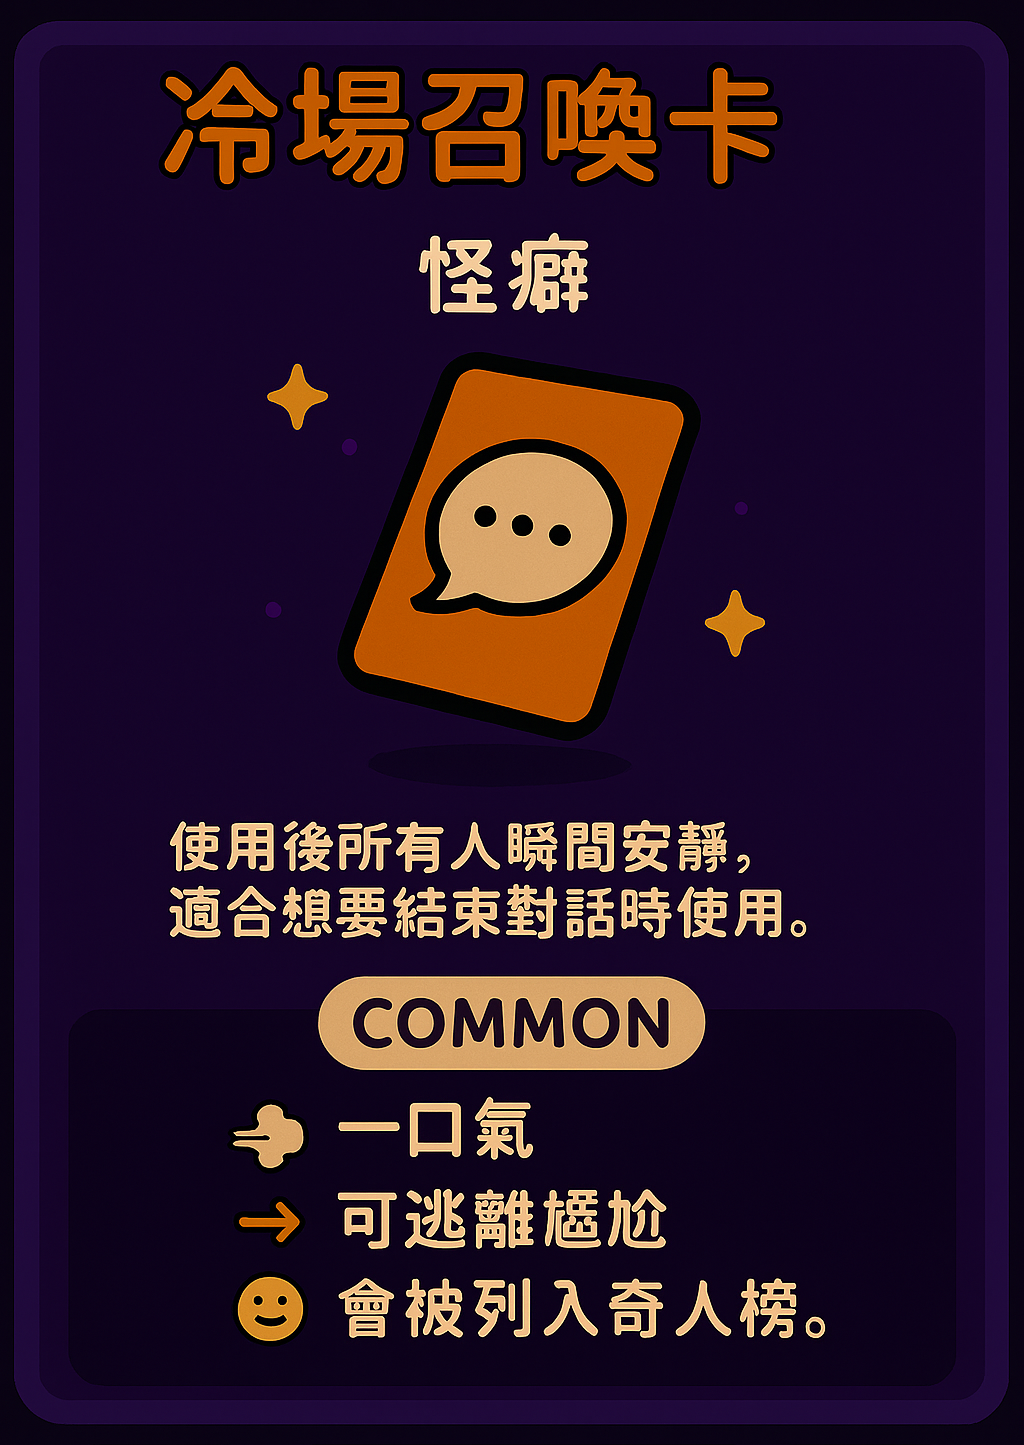 冷場召喚卡
怪癖
使用後所有人瞬間安靜，
適合想要結束對話時使用。
COMMON
一口氣
可逃離尷尬
會被列入奇人榜。